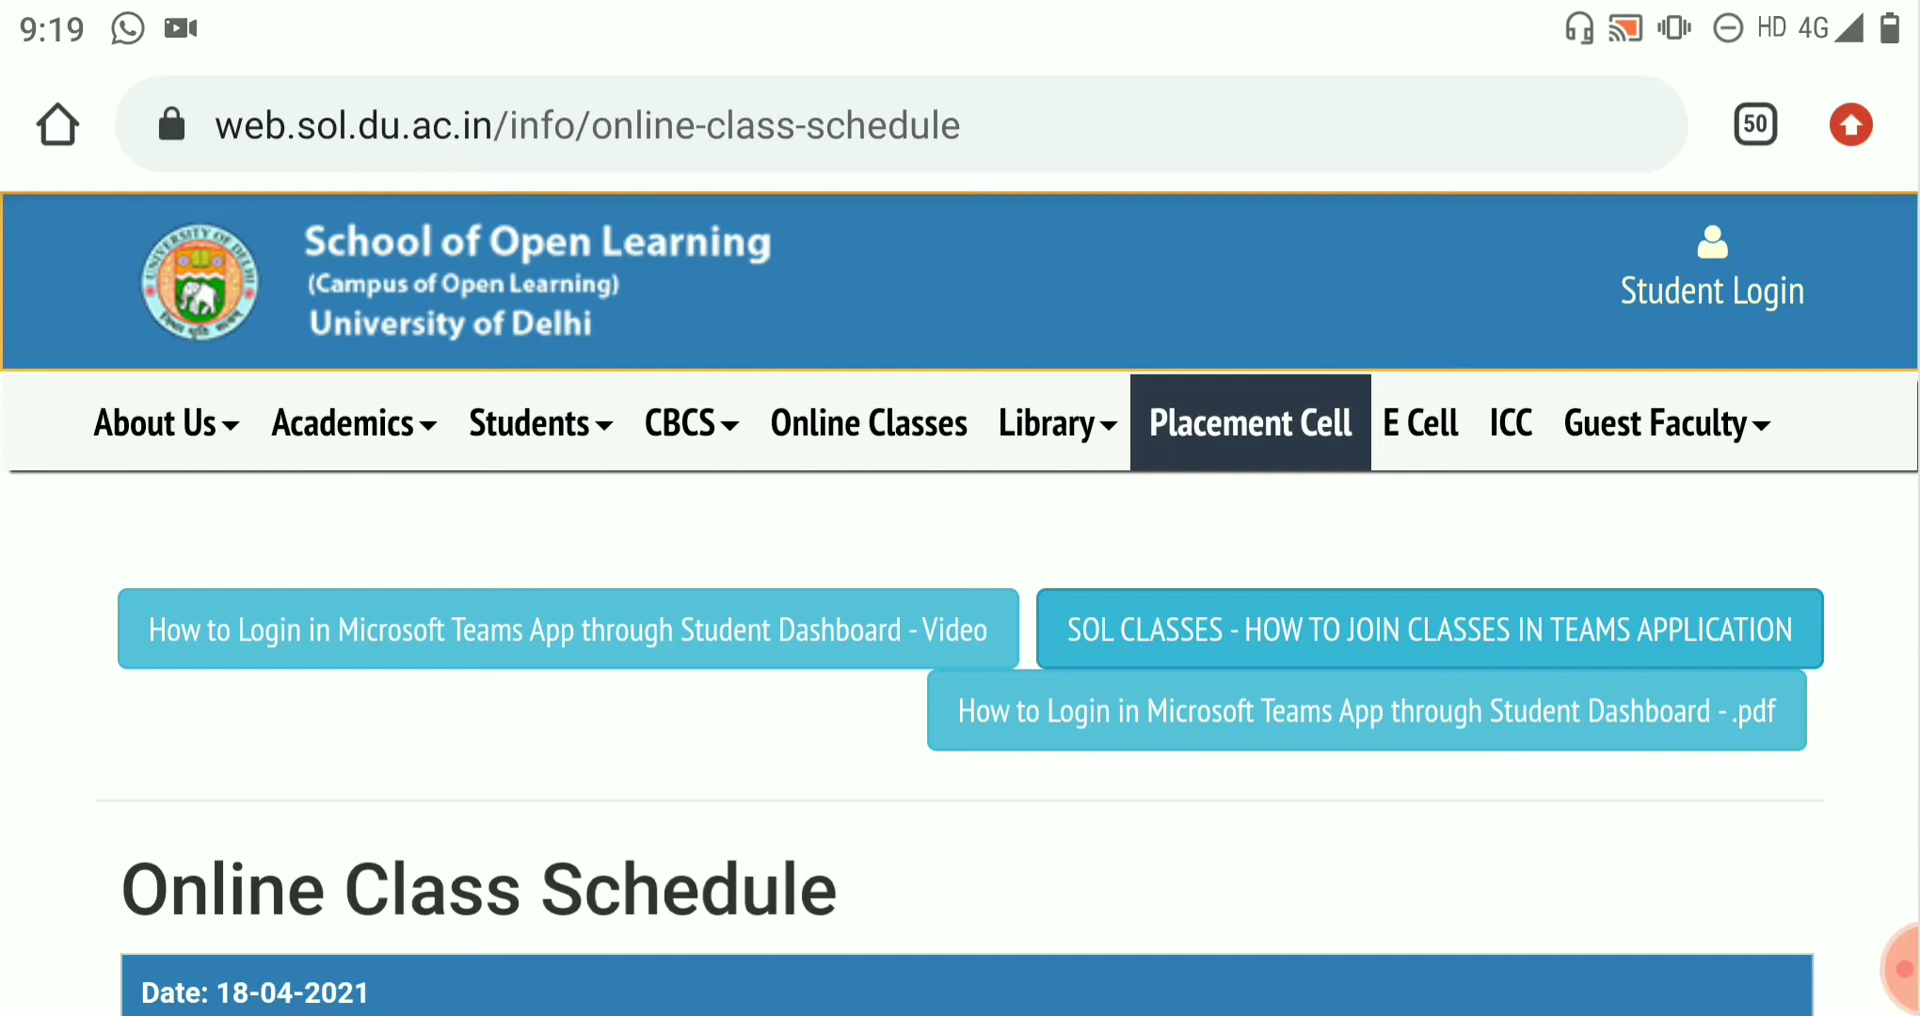 9:19
HD 4G
web.sol.du.ac.in/info/online-class-schedule
50
School of Open Learning
(Campus of Open Learning)
University of Delhi
UNIVERSITY OF DELHI
Student Login
About Us Academics Students CBCS Online Classes Library Placement Cell E Cell ICC Guest Faculty
How to Login in Microsoft Teams App through Student Dashboard - Video
SOL CLASSES - HOW TO JOIN CLASSES IN TEAMS APPLICATION
How to Login in Microsoft Teams App through Student Dashboard - .pdf
Online Class Schedule
Date: 18-04-2021